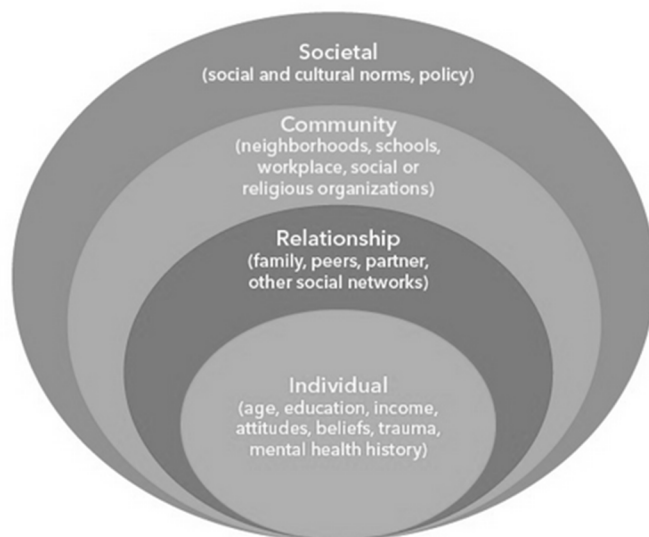 Societal
(social and cultural norms, policy)
Community
(neighborhoods, schools,
workplace, social or
religious organizations)
Relationship
(family, peers, partner,
other social networks)
Individual
(age, education, income,
attitudes, beliefs, trauma,
mental health history)